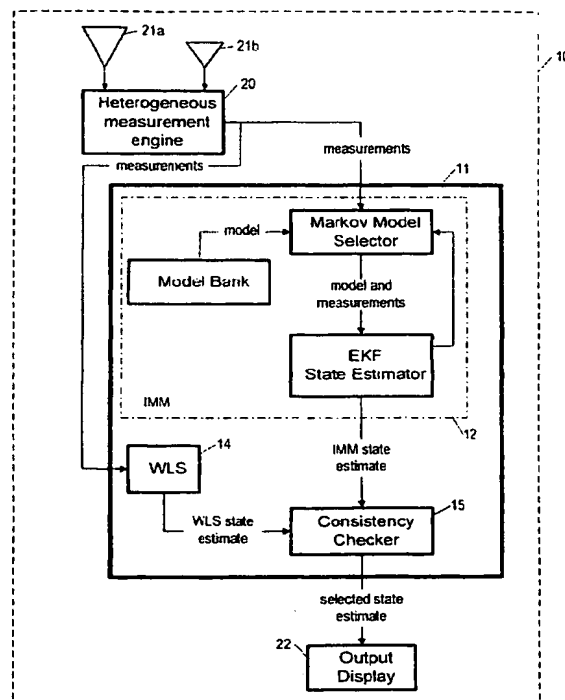 21a
21b
20
10
Heterogeneous
measurement
engine
measurements
measurements
11
Markov Model
Selector
model
Model Bank
model and
measurements
EKF
State Estimator
IMM
12
14
IMM state
estimate
WLS
15
WLS state
estimate
Consistency
Checker
selected state
estimate
22
Output
Display